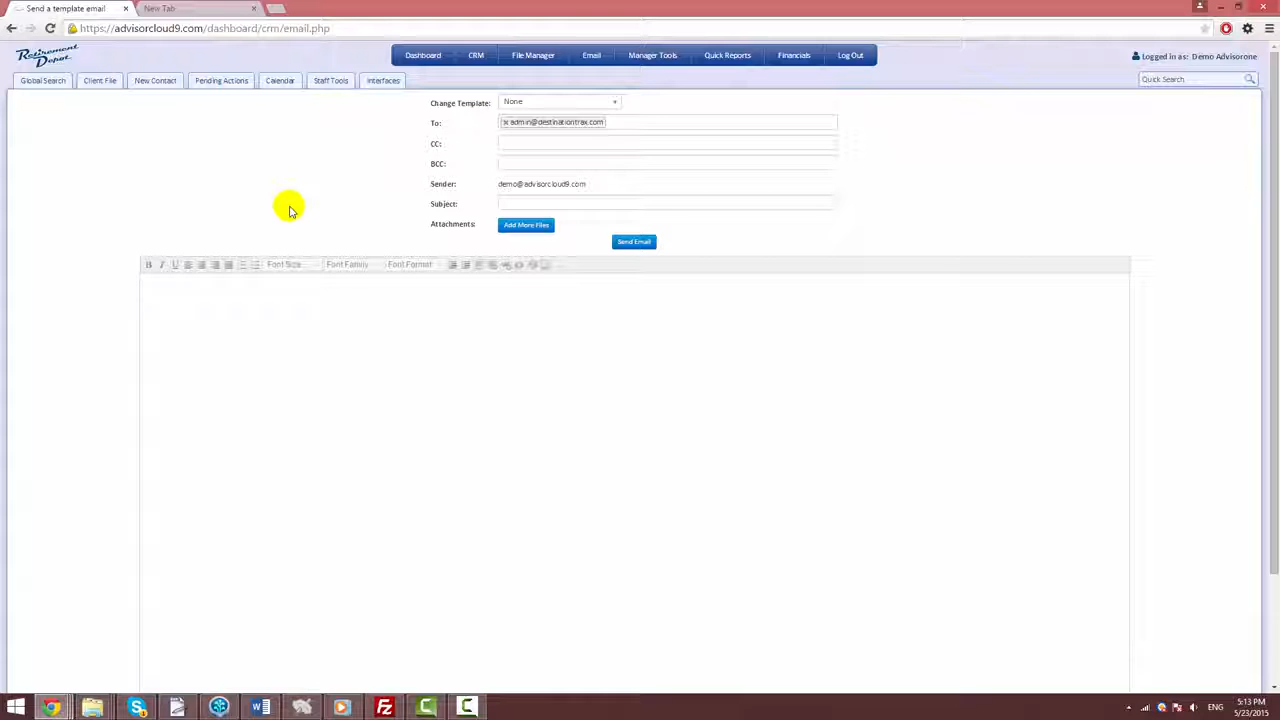 Send a template email
New Tab
https://advisorcloud9.com/dashboard/crm/email.php
Retirement
Depot
Dashboard CRM File Manager Email Manager Tools Quick Reports Financials Log Out
Logged in as: Demo Advisorone
Global Search Client File New Contact Pending Actions Calendar Staff Tools Interfaces
Quick Search
Change Template: None
To: x admin@destinationtrax.com
CC:
BCC:
Sender: demo@advisorcloud9.com
Subject:
Attachments: Add More Files
Send Email
B I U Font Size Font Family Font Format
ENG
5:13 PM
5/23/2015